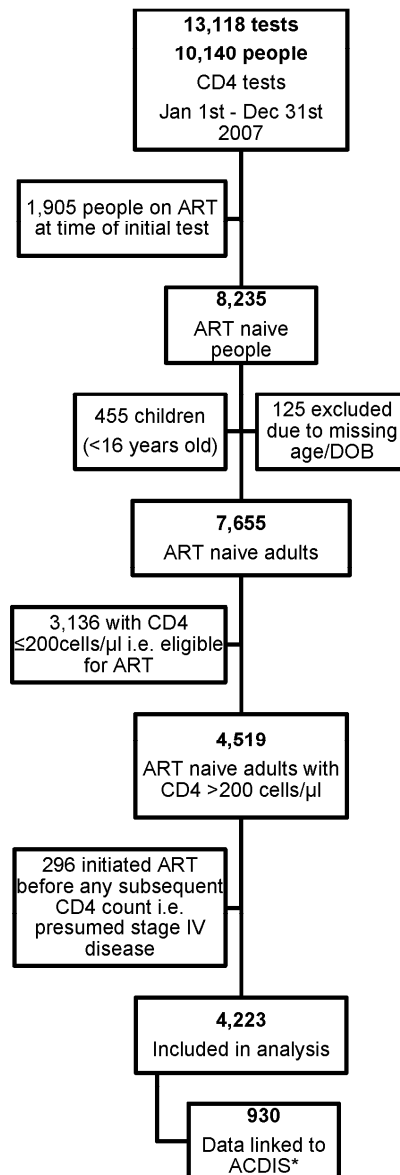 13,118 tests
10,140 people
CD4 tests
Jan 1st - Dec 31st
2007
1,905 people on ART
at time of initial test
8,235
ART naive
people
455 children
(<16 years old)
125 excluded
due to missing
age/DOB
7,655
ART naive adults
3,136 with CD4
≤200cells/µl i.e. eligible
for ART
4,519
ART naive adults with
CD4 >200 cells/µl
296 initiated ART
before any subsequent
CD4 count i.e.
presumed stage IV
disease
4,223
Included in analysis
930
Data linked to
ACDIS*